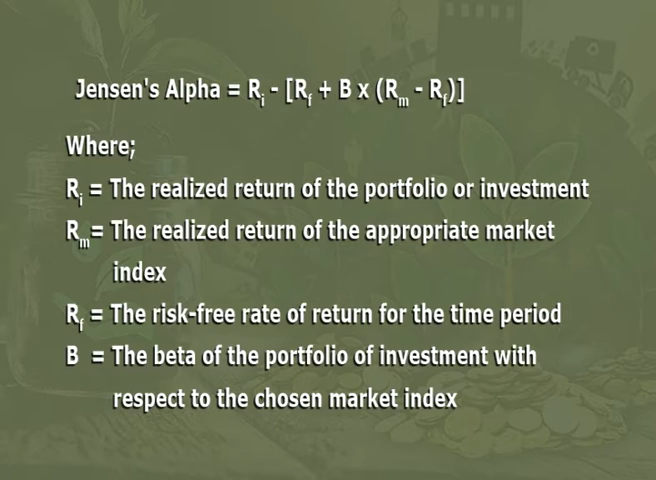 Jensen's Alpha = Ri - [Rf + B x (Rm - Rf)]
Where;
Ri = The realized return of the portfolio or investment
Rm= The realized return of the appropriate market
index
Rf = The risk-free rate of return for the time period
B = The beta of the portfolio of investment with
respect to the chosen market index